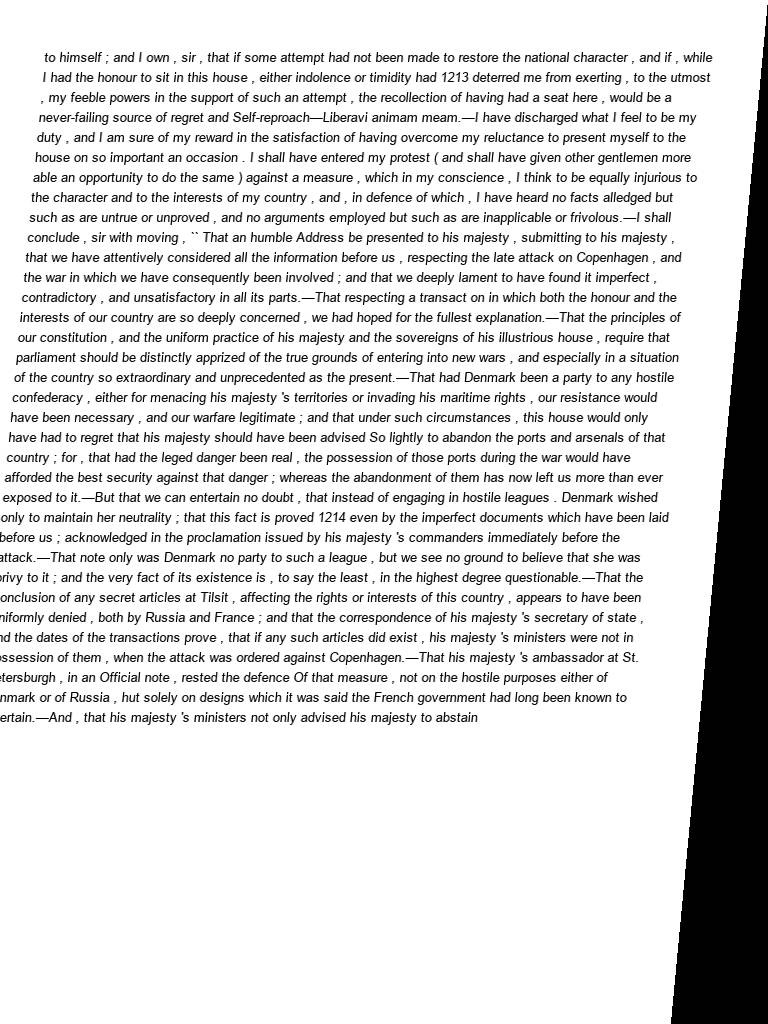 to himself ; and I own , sir , that if some attempt had not been made to restore the national character , and if , while
I had the honour to sit in this house , either indolence or timidity had 1213 deterred me from exerting , to the utmost
, my feeble powers in the support of such an attempt , the recollection of having had a seat here , would be a
never-failing source of regret and Self-reproach—Liberavi animam meam.—I have discharged what I feel to be my
duty , and I am sure of my reward in the satisfaction of having overcome my reluctance to present myself to the
house on so important an occasion . I shall have entered my protest ( and shall have given other gentlemen more
able an opportunity to do the same ) against a measure , which in my conscience , I think to be equally injurious to
the character and to the interests of my country , and , in defence of which , I have heard no facts alledged but
such as are untrue or unproved , and no arguments employed but such as are inapplicable or frivolous.—I shall
conclude , sir with moving , `` That an humble Address be presented to his majesty , submitting to his majesty ,
that we have attentively considered all the information before us , respecting the late attack on Copenhagen , and
the war in which we have consequently been involved ; and that we deeply lament to have found it imperfect ,
contradictory , and unsatisfactory in all its parts.—That respecting a transact on in which both the honour and the
interests of our country are so deeply concerned , we had hoped for the fullest explanation.—That the principles of
our constitution , and the uniform practice of his majesty and the sovereigns of his illustrious house , require that
parliament should be distinctly apprized of the true grounds of entering into new wars , and especially in a situation
of the country so extraordinary and unprecedented as the present.—That had Denmark been a party to any hostile
confederacy , either for menacing his majesty 's territories or invading his maritime rights , our resistance would
have been necessary , and our warfare legitimate ; and that under such circumstances , this house would only
have had to regret that his majesty should have been advised So lightly to abandon the ports and arsenals of that
country ; for , that had the leged danger been real , the possession of those ports during the war would have
afforded the best security against that danger ; whereas the abandonment of them has now left us more than ever
exposed to it.—But that we can entertain no doubt , that instead of engaging in hostile leagues . Denmark wished
only to maintain her neutrality ; that this fact is proved 1214 even by the imperfect documents which have been laid
before us ; acknowledged in the proclamation issued by his majesty 's commanders immediately before the
attack.—That note only was Denmark no party to such a league , but we see no ground to believe that she was
privy to it ; and the very fact of its existence is , to say the least , in the highest degree questionable.—That the
onclusion of any secret articles at Tilsit , affecting the rights or interests of this country , appears to have been
niformly denied , both by Russia and France ; and that the correspondence of his majesty 's secretary of state ,
nd the dates of the transactions prove , that if any such articles did exist , his majesty 's ministers were not in
ossession of them , when the attack was ordered against Copenhagen.—That his majesty 's ambassador at St.
etersburgh , in an Official note , rested the defence Of that measure , not on the hostile purposes either of
nmark or of Russia , hut solely on designs which it was said the French government had long been known to
ertain.—And , that his majesty 's ministers not only advised his majesty to abstain